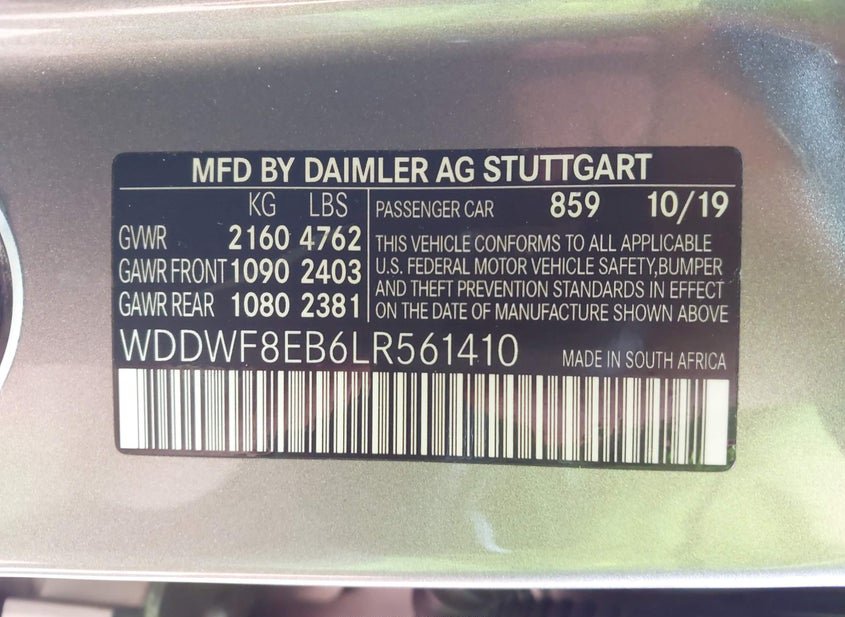 MFD BY DAIMLER AG STUTTGART
KG LBS
GVWR 2160 4762
GAWR FRONT 1090 2403
GAWR REAR 1080 2381
PASSENGER CAR 859 10/19
THIS VEHICLE CONFORMS TO ALL APPLICABLE
U.S. FEDERAL MOTOR VEHICLE SAFETY,BUMPER
AND THEFT PREVENTION STANDARDS IN EFFECT
ON THE DATE OF MANUFACTURE SHOWN ABOVE
WDDWF8EB6LR561410 MADE IN SOUTH AFRICA